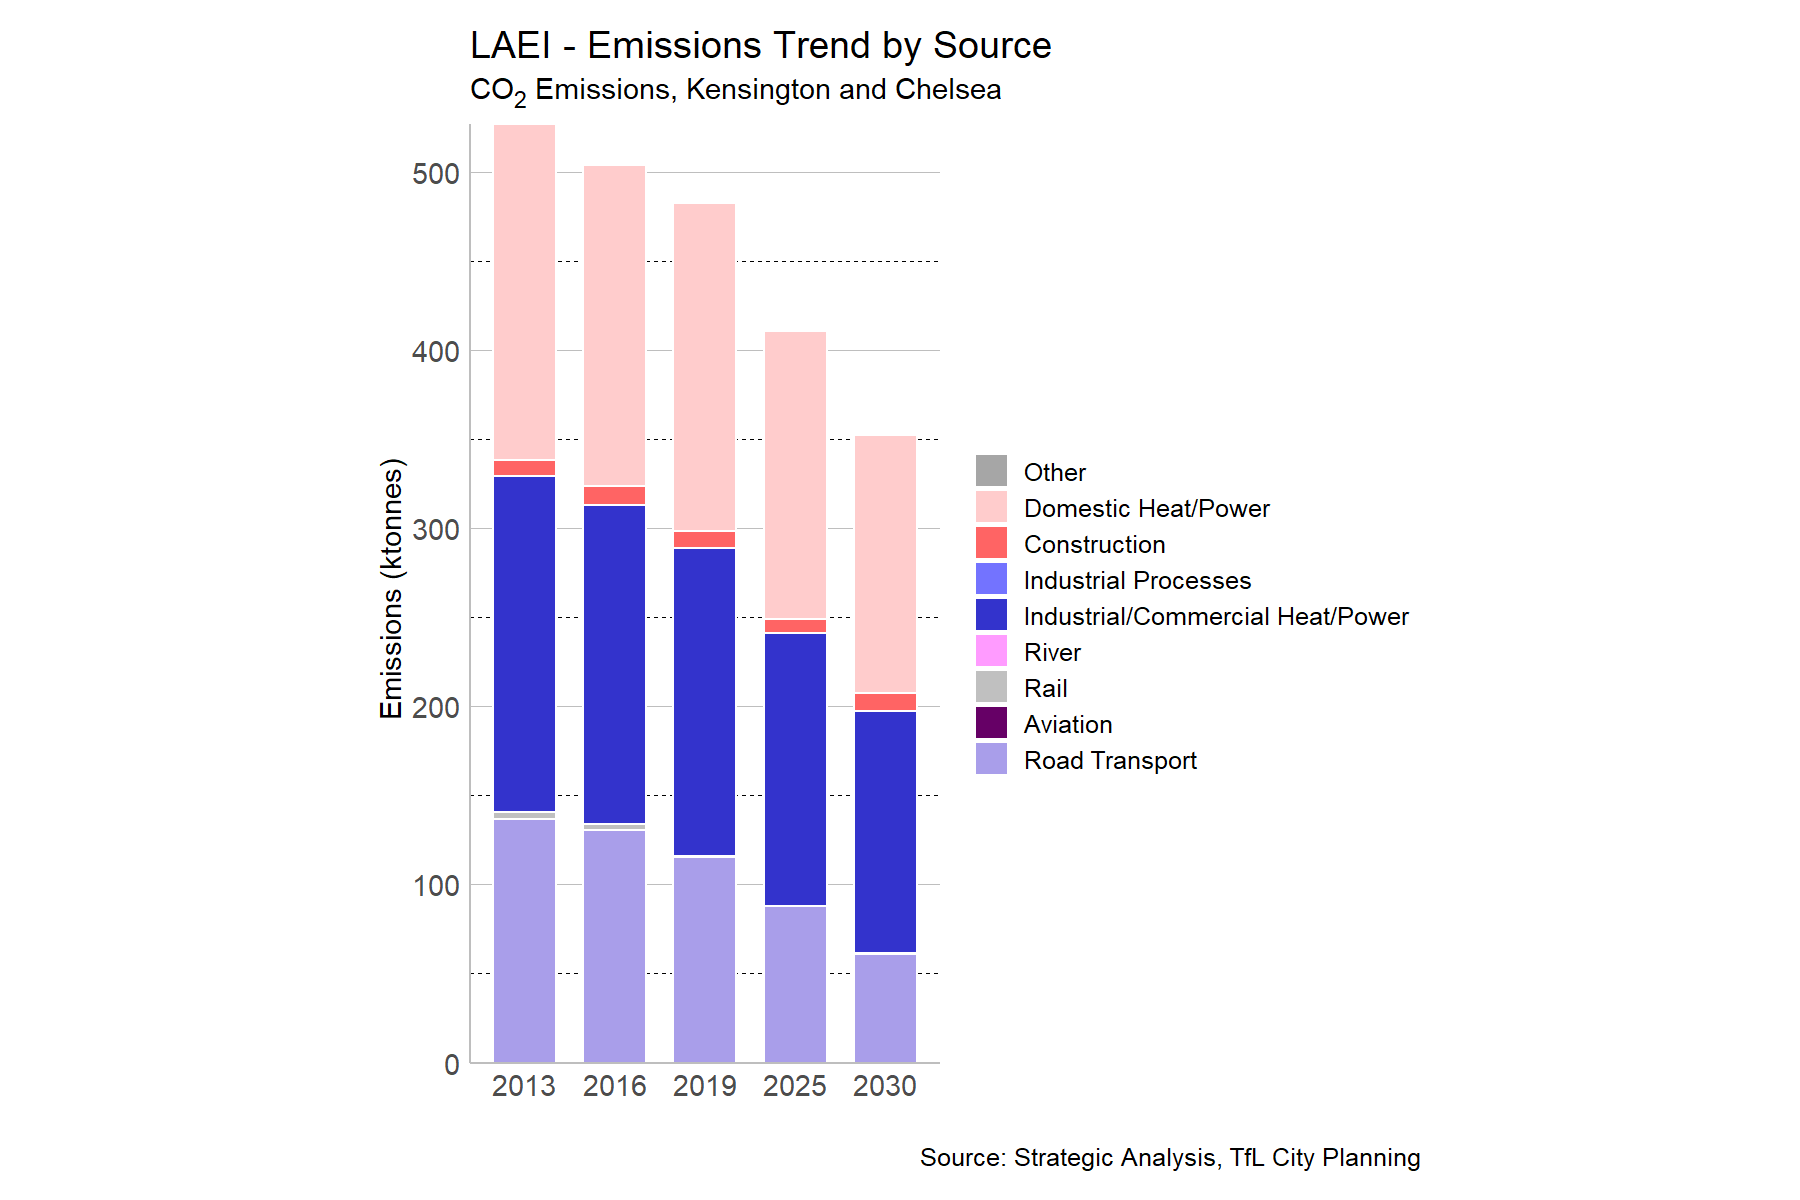 LAEI - Emissions Trend by Source
CO₂ Emissions, Kensington and Chelsea
Emissions (ktonnes)
500
400
300
200
100
0
2013 2016 2019 2025 2030
Other
Domestic Heat/Power
Construction
Industrial Processes
Industrial/Commercial Heat/Power
River
Rail
Aviation
Road Transport
Source: Strategic Analysis, TfL City Planning